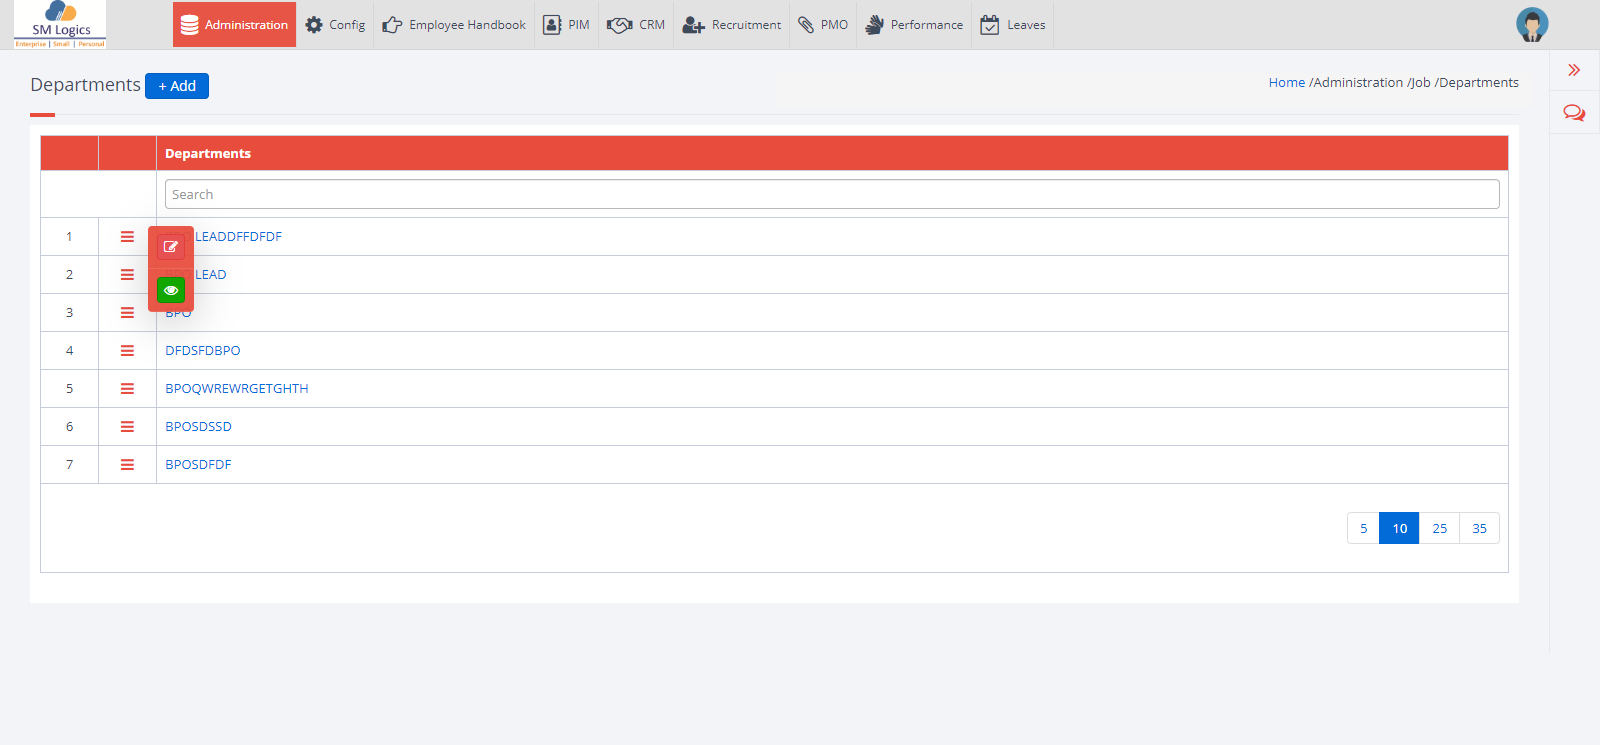 SM Logics
Enterprise | Small | Personal
Administration
Config
Employee Handbook
PIM
CRM
Recruitment
PMO
Performance
Leaves
Departments
+ Add
Home /Administration /Job /Departments
Departments
Search
1 LEADDFFDFDF
2 LEAD
3 BPO
4 DFDSFDBPO
5 BPOQWREWRGETGHTH
6 BPOSDSSD
7 BPOSDFDF
5 10 25 35